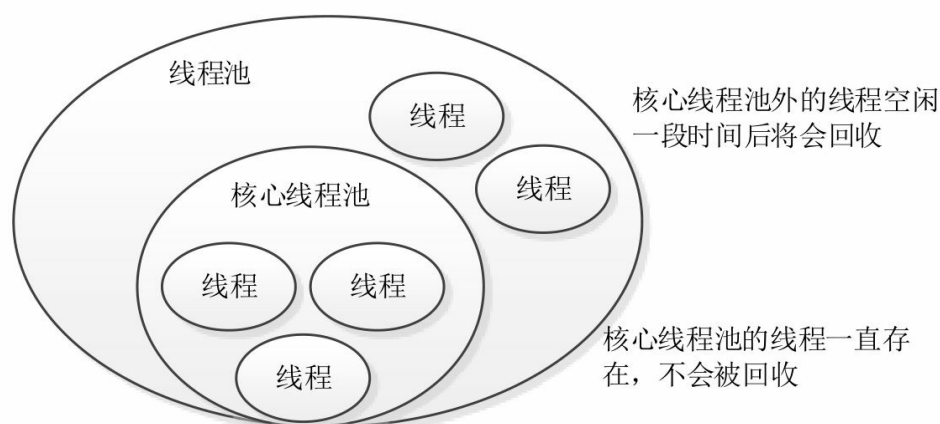 线程池
线程
核心线程池外的线程空闲
一段时间后将会回收
线程
核心线程池
线程
线程
核心线程池的线程一直存
在，不会被回收
线程